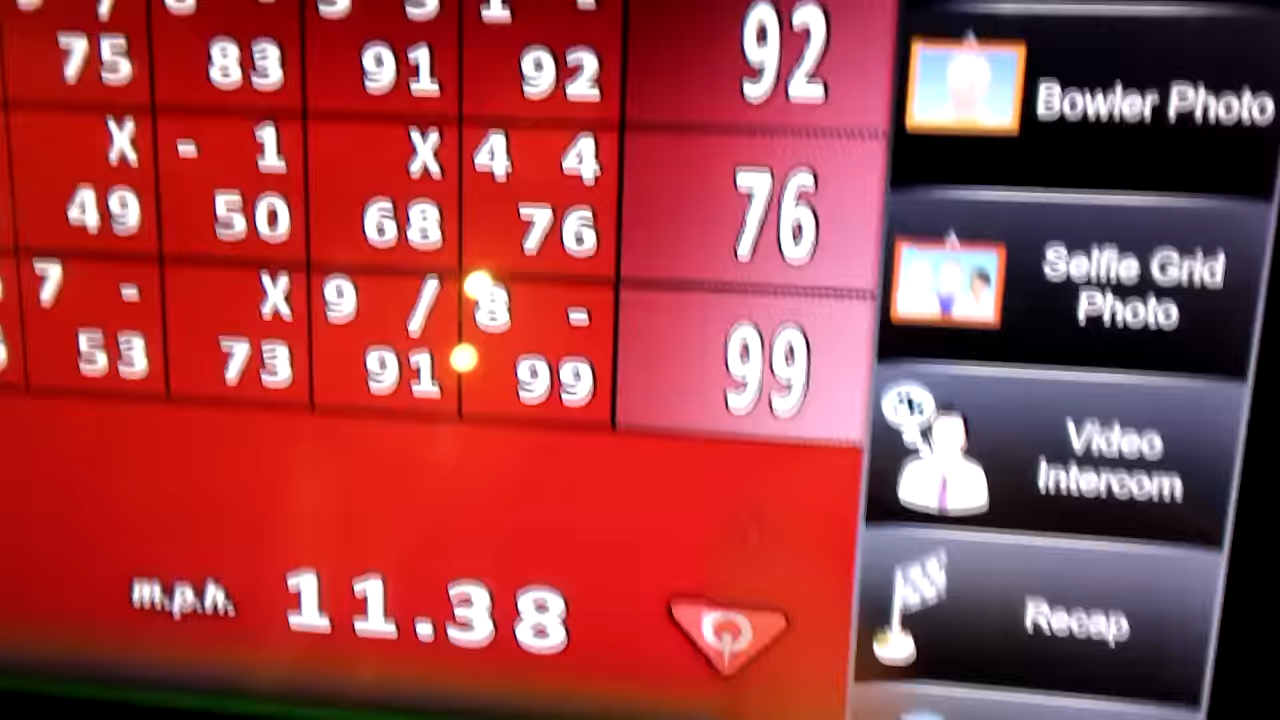 75 83 91 92 92
X - 1 X 4 4
49 50 68 76 76
7 - X 9 / 8 -
53 73 91 99 99
m.p.h. 11.38
Bowler Photo
Selfie Grid
Photo
Video
Intercom
Recap